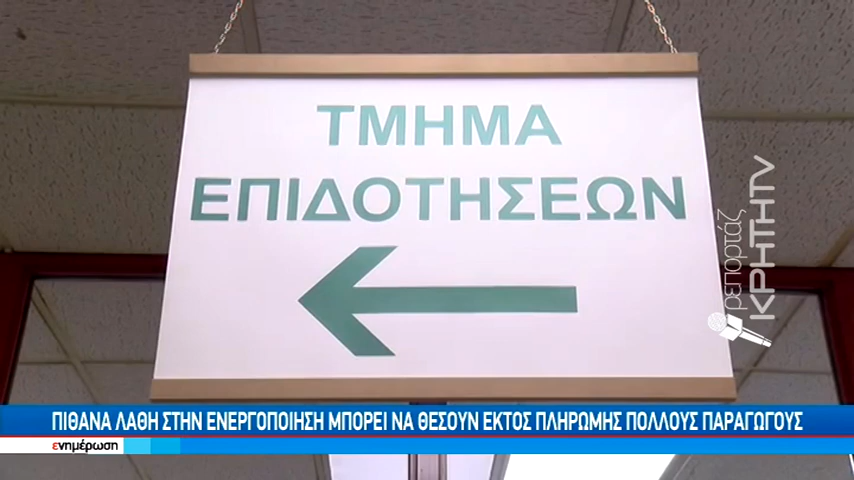 ΤΜΗΜΑ
ΕΠΙΔΟΤΗΣΕΩΝ
ρεπορτάζ
ΚΡΗΤΗTV
ΠΙΘΑΝΑ ΛΑΘΗ ΣΤΗΝ ΕΝΕΡΓΟΠΟΙΗΣΗ ΜΠΟΡΕΙ ΝΑ ΘΕΣΟΥΝ ΕΚΤΟΣ ΠΛΗΡΩΜΗΣ ΠΟΛΛΟΥΣ ΠΑΡΑΓΩΓΟΥΣ
ενημέρωση